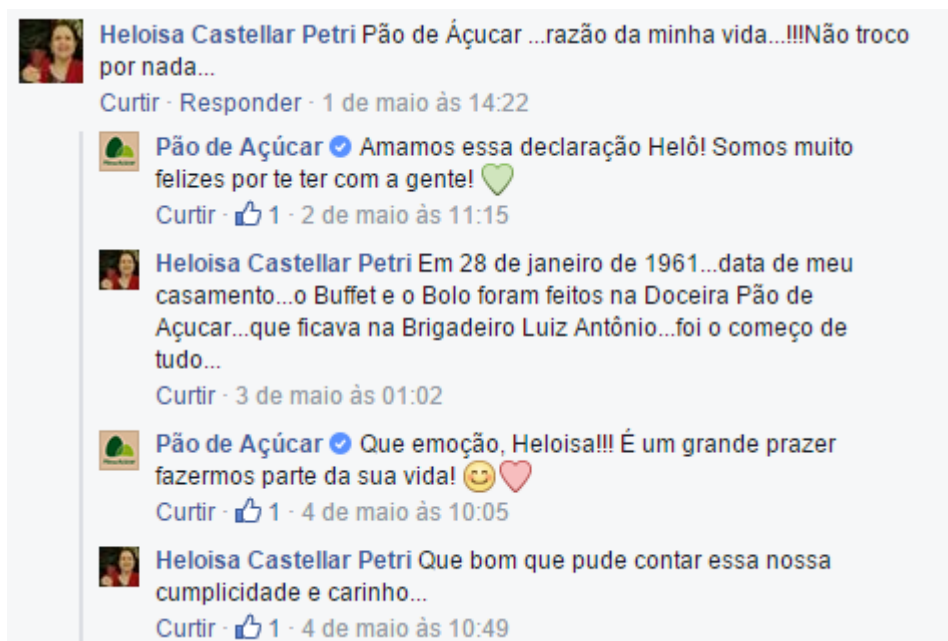 Heloisa Castellar Petri Pão de Áçucar ...razão da minha vida...!!!Não troco
por nada...
Curtir · Responder · 1 de maio às 14:22
Pão de Açúcar Amamos essa declaração Helô! Somos muito
felizes por te ter com a gente!
Curtir · 1 · 2 de maio às 11:15
Heloisa Castellar Petri Em 28 de janeiro de 1961...data de meu
casamento...o Buffet e o Bolo foram feitos na Doceira Pão de
Açucar...que ficava na Brigadeiro Luiz Antônio...foi o começo de
tudo...
Curtir · 3 de maio às 01:02
Pão de Açúcar Que emoção, Heloisa!!! É um grande prazer
fazermos parte da sua vida!
Curtir · 1 · 4 de maio às 10:05
Heloisa Castellar Petri Que bom que pude contar essa nossa
cumplicidade e carinho...
Curtir · 1 · 4 de maio às 10:49